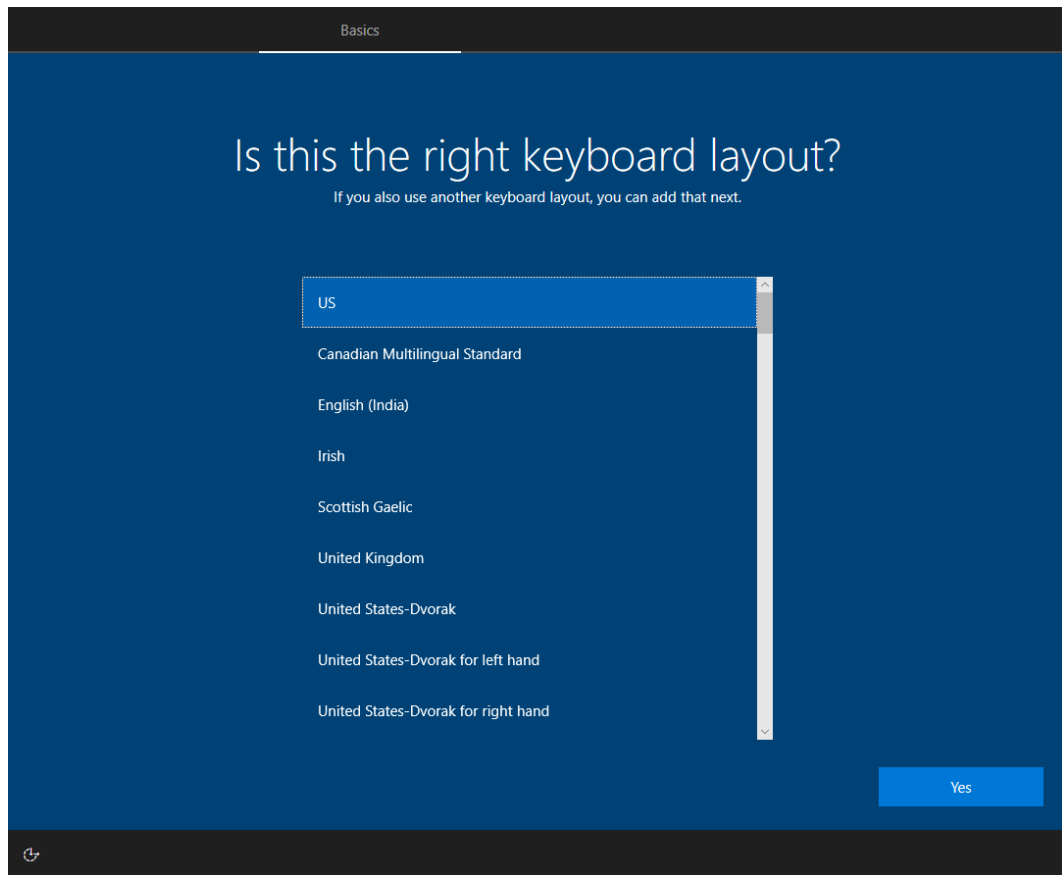 Basics
Is this the right keyboard layout?
If you also use another keyboard layout, you can add that next.
US
Canadian Multilingual Standard
English (India)
Irish
Scottish Gaelic
United Kingdom
United States-Dvorak
United States-Dvorak for left hand
United States-Dvorak for right hand
Yes